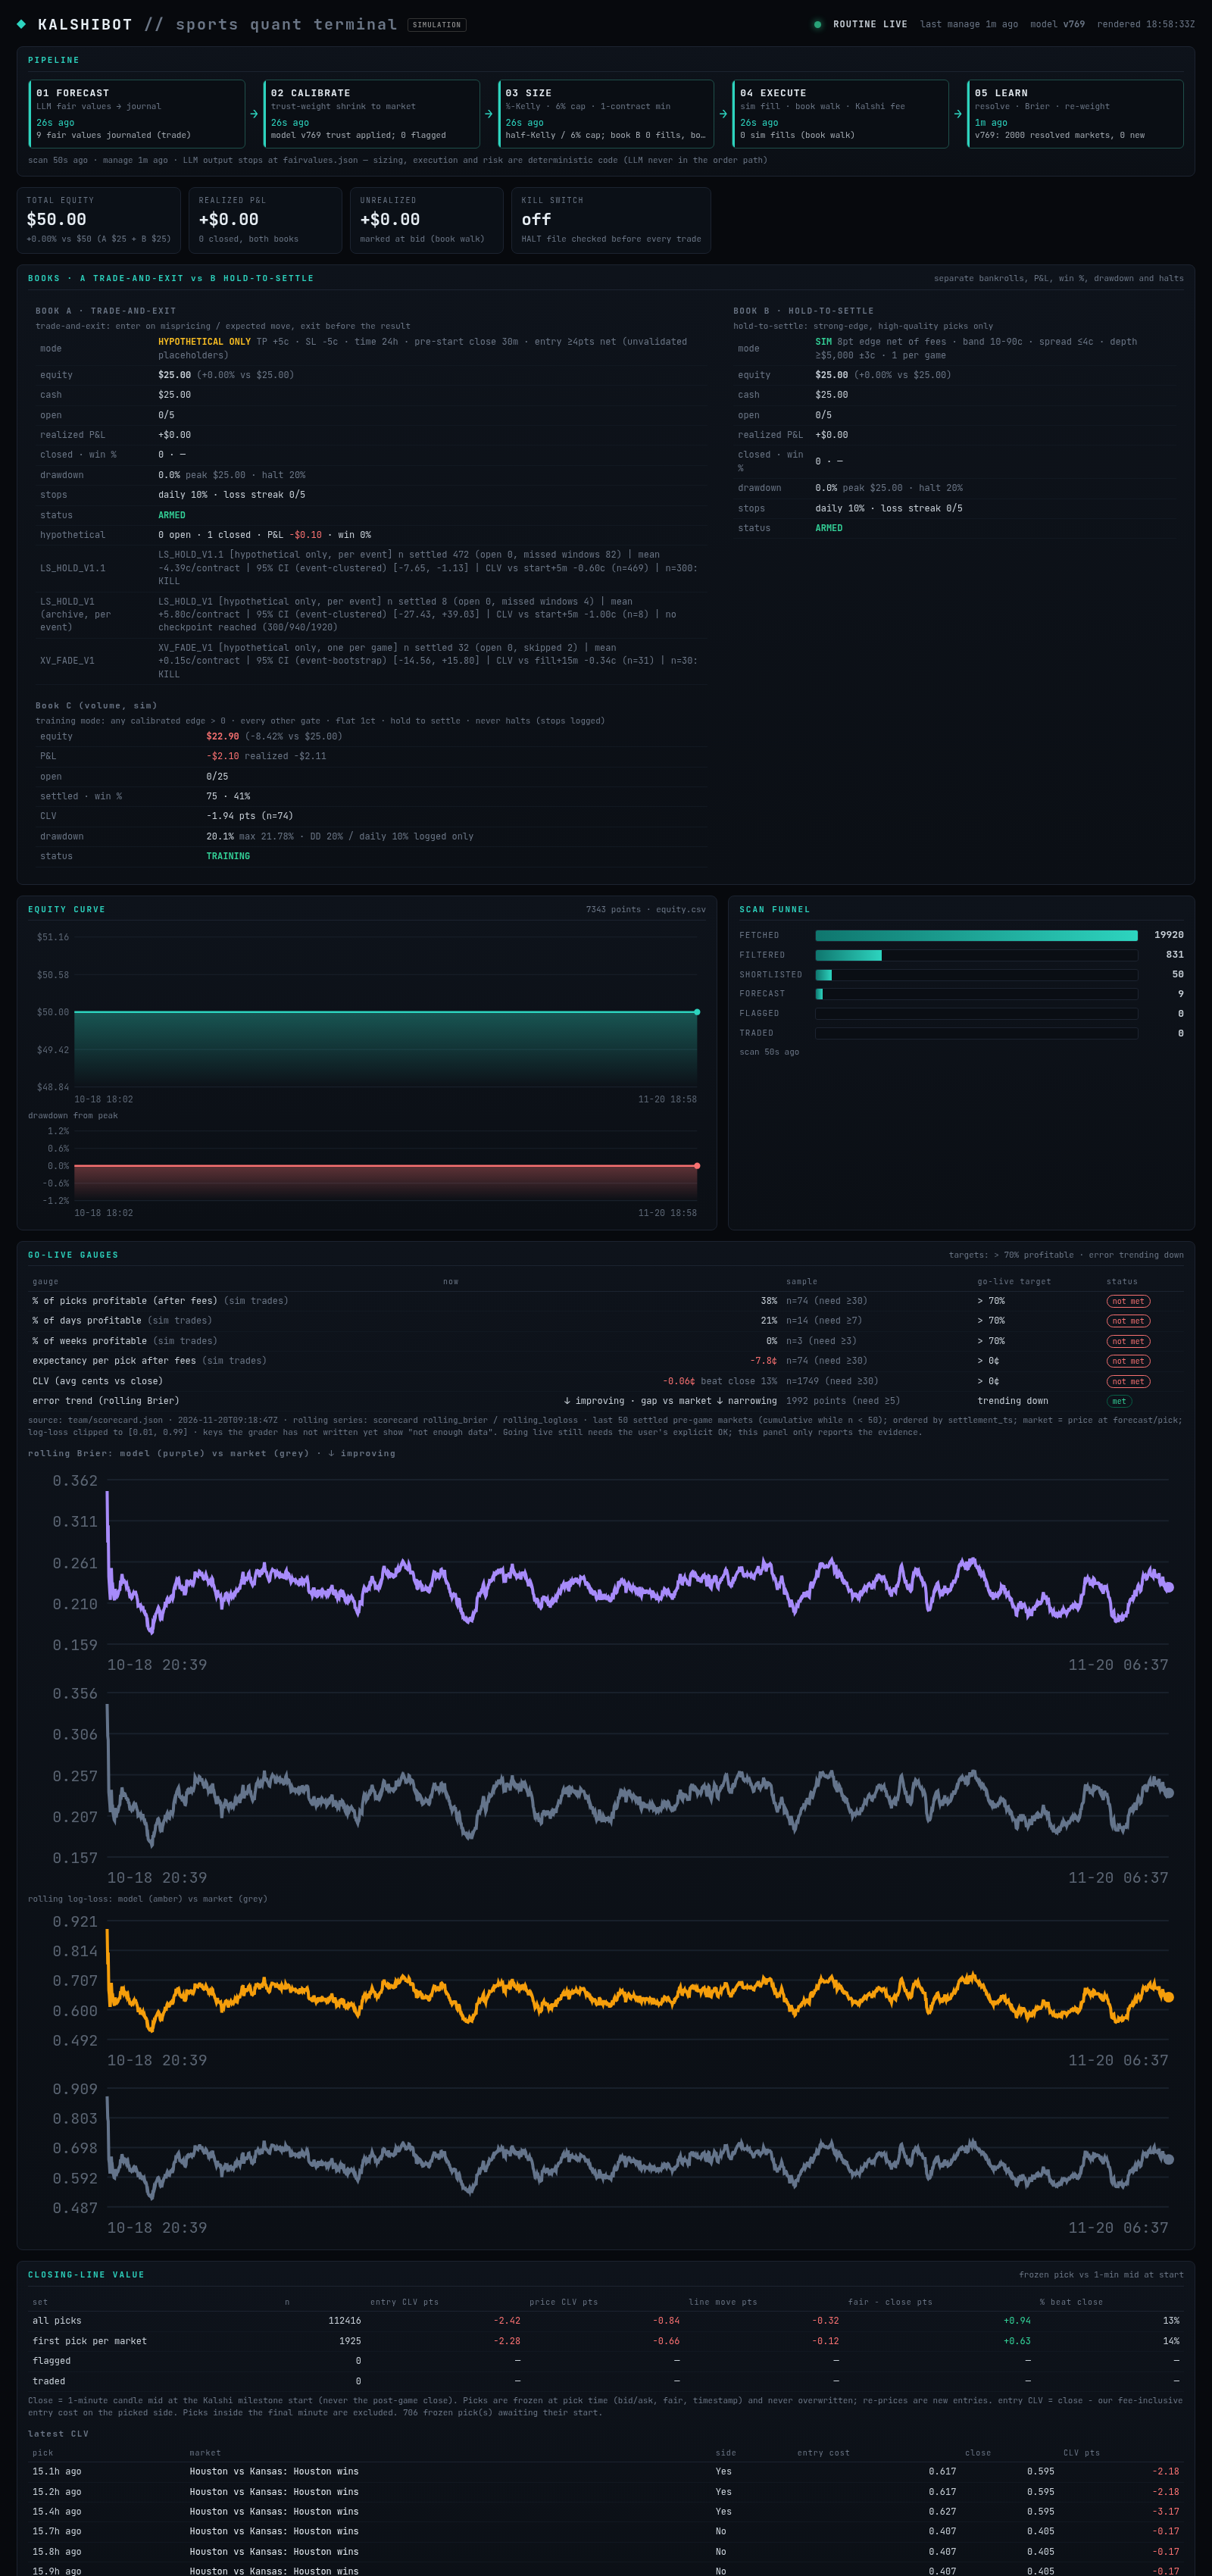 ◆ KALSHIBOT // sports quant terminal SIMULATION
ROUTINE LIVE last manage 1m ago model v769 rendered 18:58:33Z
PIPELINE
01 FORECAST
LLM fair values → journal
26s ago
9 fair values journaled (trade)
→
02 CALIBRATE
trust-weight shrink to market
26s ago
model v769 trust applied; 0 flagged
→
03 SIZE
½-Kelly · 6% cap · 1-contract min
26s ago
half-Kelly / 6% cap; book B 0 fills, bo…
→
04 EXECUTE
sim fill · book walk · Kalshi fee
26s ago
0 sim fills (book walk)
→
05 LEARN
resolve · Brier · re-weight
1m ago
v769: 2000 resolved markets, 0 new
scan 50s ago · manage 1m ago · LLM output stops at fairvalues.json — sizing, execution and risk are deterministic code (LLM never in the order path)
TOTAL EQUITY
$50.00
+0.00% vs $50 (A $25 + B $25)
REALIZED P&L
+$0.00
0 closed, both books
UNREALIZED
+$0.00
marked at bid (book walk)
KILL SWITCH
off
HALT file checked before every trade
BOOKS · A TRADE-AND-EXIT vs B HOLD-TO-SETTLE
separate bankrolls, P&L, win %, drawdown and halts
BOOK A · TRADE-AND-EXIT
trade-and-exit: enter on mispricing / expected move, exit before the result
mode HYPOTHETICAL ONLY TP +5c · SL -5c · time 24h · pre-start close 30m · entry ≥4pts net (unvalidated
placeholders)
equity $25.00 (+0.00% vs $25.00)
cash $25.00
open 0/5
realized P&L +$0.00
closed · win % 0 · —
drawdown 0.0% peak $25.00 · halt 20%
stops daily 10% · loss streak 0/5
status ARMED
hypothetical 0 open · 1 closed · P&L -$0.10 · win 0%
LS_HOLD_V1.1 LS_HOLD_V1.1 [hypothetical only, per event] n settled 472 (open 0, missed windows 82) | mean
-4.39c/contract | 95% CI (event-clustered) [-7.65, -1.13] | CLV vs start+5m -0.60c (n=469) | n=300:
KILL
LS_HOLD_V1 (archive, per event) LS_HOLD_V1 [hypothetical only, per event] n settled 8 (open 0, missed windows 4) | mean
+5.80c/contract | 95% CI (event-clustered) [-27.43, +39.03] | CLV vs start+5m -1.00c (n=8) | no
checkpoint reached (300/940/1920)
XV_FADE_V1 XV_FADE_V1 [hypothetical only, one per game] n settled 32 (open 0, skipped 2) | mean
+0.15c/contract | 95% CI (event-bootstrap) [-14.56, +15.80] | CLV vs fill+15m -0.34c (n=31) | n=30:
KILL
BOOK B · HOLD-TO-SETTLE
hold-to-settle: strong-edge, high-quality picks only
mode SIM 8pt edge net of fees · band 10-90c · spread ≤4c · depth
≥$5,000 ±3c · 1 per game
equity $25.00 (+0.00% vs $25.00)
cash $25.00
open 0/5
realized P&L +$0.00
closed · win % 0 · —
drawdown 0.0% peak $25.00 · halt 20%
stops daily 10% · loss streak 0/5
status ARMED
Book C (volume, sim)
training mode: any calibrated edge > 0 · every other gate · flat 1ct · hold to settle · never halts (stops logged)
equity $22.90 (-8.42% vs $25.00)
P&L -$2.10 realized -$2.11
open 0/25
settled · win % 75 · 41%
CLV -1.94 pts (n=74)
drawdown 20.1% max 21.78% · DD 20% / daily 10% logged only
status TRAINING
EQUITY CURVE
7343 points · equity.csv
$51.16
$50.58
$50.00
$49.42
$48.84
10-18 18:02 11-20 18:58
drawdown from peak
1.2%
0.6%
0.0%
-0.6%
-1.2%
10-18 18:02 11-20 18:58
SCAN FUNNEL
FETCHED 19920
FILTERED 831
SHORTLISTED 50
FORECAST 9
FLAGGED 0
TRADED 0
scan 50s ago
GO-LIVE GAUGES
targets: > 70% profitable · error trending down
gauge now sample go-live target status
% of picks profitable (after fees) (sim trades) 38% n=74 (need ≥30) > 70% not met
% of days profitable (sim trades) 21% n=14 (need ≥7) > 70% not met
% of weeks profitable (sim trades) 0% n=3 (need ≥3) > 70% not met
expectancy per pick after fees (sim trades) -7.8¢ n=74 (need ≥30) > 0¢ not met
CLV (avg cents vs close) -0.06¢ beat close 13% n=1749 (need ≥30) > 0¢ not met
error trend (rolling Brier) ↓ improving · gap vs market ↓ narrowing 1992 points (need ≥5) trending down met
source: team/scorecard.json · 2026-11-20T09:18:47Z · rolling series: scorecard rolling_brier / rolling_logloss · last 50 settled pre-game markets (cumulative while n < 50); ordered by settlement_ts; market = price at forecast/pick;
log-loss clipped to [0.01, 0.99] · keys the grader has not written yet show "not enough data". Going live still needs the user's explicit OK; this panel only reports the evidence.
rolling Brier: model (purple) vs market (grey) · ↓ improving
0.362
0.311
0.261
0.210
0.159
10-18 20:39 11-20 06:37
0.356
0.306
0.257
0.207
0.157
10-18 20:39 11-20 06:37
rolling log-loss: model (amber) vs market (grey)
0.921
0.814
0.707
0.600
0.492
10-18 20:39 11-20 06:37
0.909
0.803
0.698
0.592
0.487
10-18 20:39 11-20 06:37
CLOSING-LINE VALUE
frozen pick vs 1-min mid at start
set n entry CLV pts price CLV pts line move pts fair - close pts % beat close
all picks 112416 -2.42 -0.84 -0.32 +0.94 13%
first pick per market 1925 -2.28 -0.66 -0.12 +0.63 14%
flagged 0 — — — — —
traded 0 — — — — —
Close = 1-minute candle mid at the Kalshi milestone start (never the post-game close). Picks are frozen at pick time (bid/ask, fair, timestamp) and never overwritten; re-prices are new entries. entry CLV = close - our fee-inclusive
entry cost on the picked side. Picks inside the final minute are excluded. 706 frozen pick(s) awaiting their start.
latest CLV
pick market side entry cost close CLV pts
15.1h ago Houston vs Kansas: Houston wins Yes 0.617 0.595 -2.18
15.2h ago Houston vs Kansas: Houston wins Yes 0.617 0.595 -2.18
15.4h ago Houston vs Kansas: Houston wins Yes 0.627 0.595 -3.17
15.7h ago Houston vs Kansas: Houston wins No 0.407 0.405 -0.17
15.8h ago Houston vs Kansas: Houston wins No 0.407 0.405 -0.17
15.9h ago Houston vs Kansas: Houston wins No 0.407 0.405 -0.17